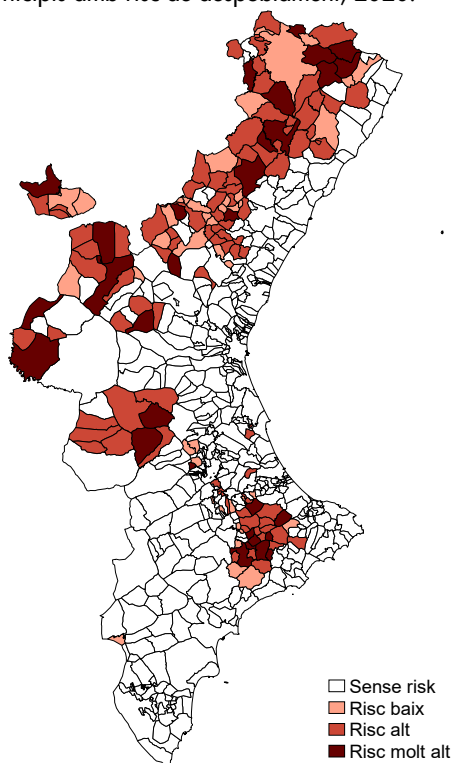 amb risc de despoblament, 2020.
Sense risk
Risc baix
Risc alt
Risc molt alt